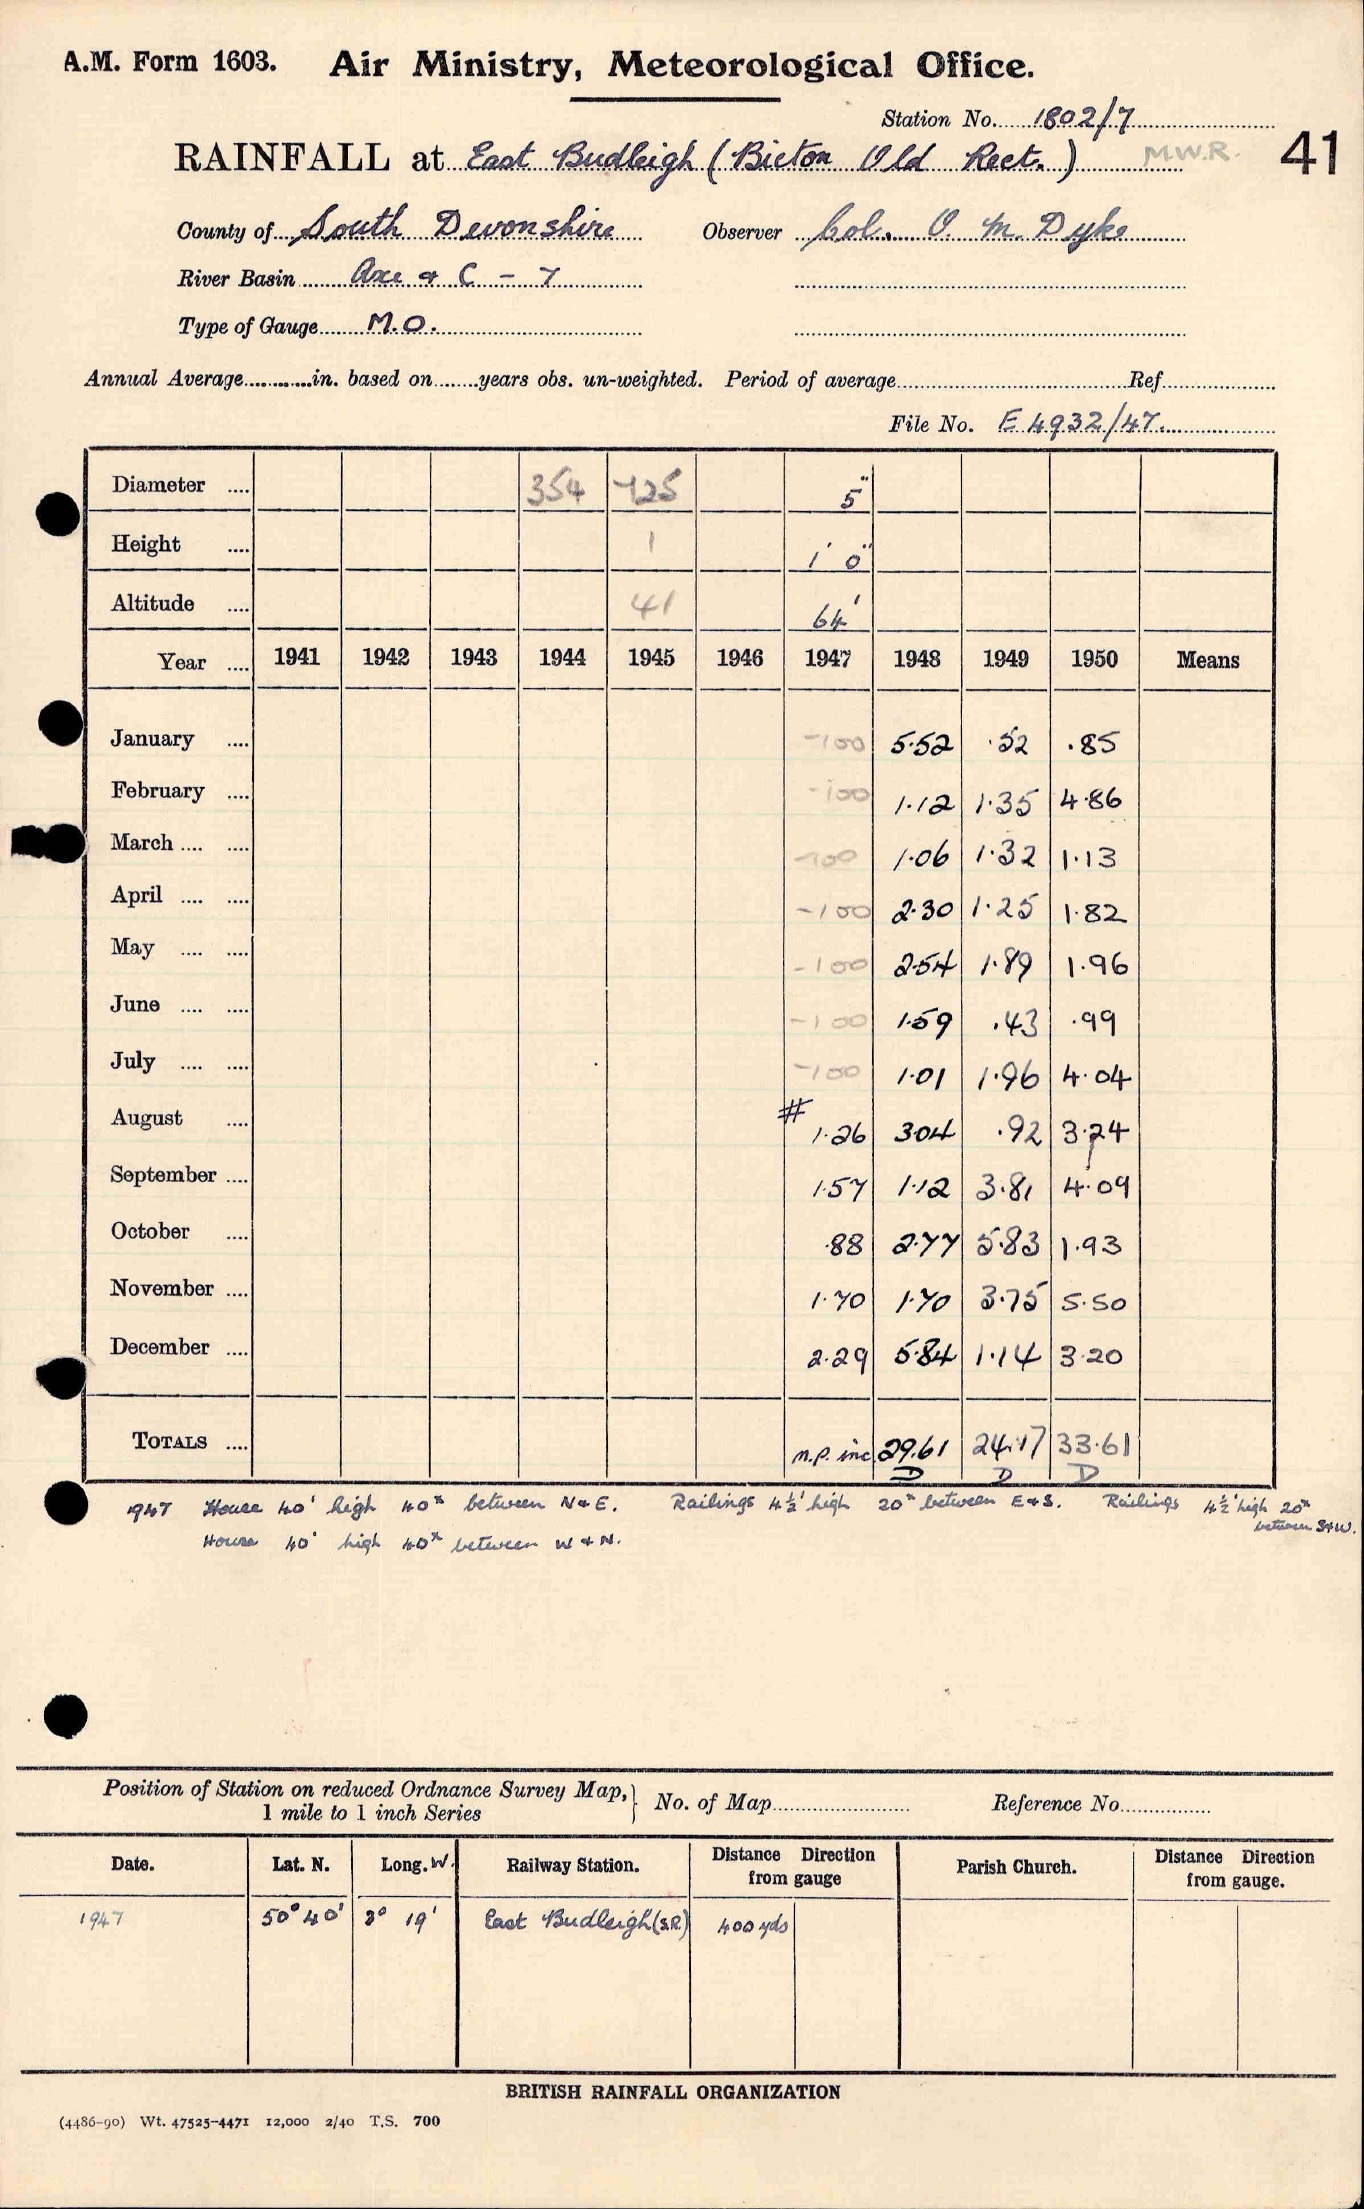 A.M. Form 1603. Air Ministry, Meteorological Office.
Station No. 1802/7
RAINFALL at East Budleigh (Bicton Old Rect.) M.W.R. 41
County of South Devonshire Observer Col. O. M. Dyke
River Basin Axe & C - 7
Type of Gauge M.O.
Annual Average in. based on years obs. un-weighted. Period of average Ref
File No. E 4932/47
Diameter .... 354 -125 5"
Height .... 1 1' 0"
Altitude .... 41 64'
Year .... 1941 1942 1943 1944 1945 1946 1947 1948 1949 1950 Means
January .... -100 5.52 .52 .85
February .... -100 1.12 1.35 4.86
March .... .... -100 1.06 1.32 1.13
April .... .... -100 2.30 1.25 1.82
May .... .... -100 2.54 1.89 1.96
June .... .... -100 1.59 .43 .99
July .... .... -100 1.01 1.96 4.04
August .... # 1.26 3.04 .92 3.24
September .... 1.57 1.12 3.81 4.09
October .... .88 2.77 5.83 1.93
November .... 1.70 1.70 3.75 5.50
December .... 2.29 5.84 1.14 3.20
TOTALS .... n.p. inc 29.61 24.17 33.61
D D D
1947 House 40' high 40x between N & E. Railings 4½' high 20x between E & S. Railings 4½' high 20x
between S & W.
House 40' high 40x between W & N.
Position of Station on reduced Ordnance Survey Map, } No. of Map Reference No.
1 mile to 1 inch Series
Date. Lat. N. Long. W. Railway Station. Distance Direction from gauge Parish Church. Distance Direction from gauge.
1947 50° 40' 3° 19' East Budleigh (S.R.) 400 yds
BRITISH RAINFALL ORGANIZATION
(4486-90) Wt. 47525-4471 12,000 2/40 T.S. 700